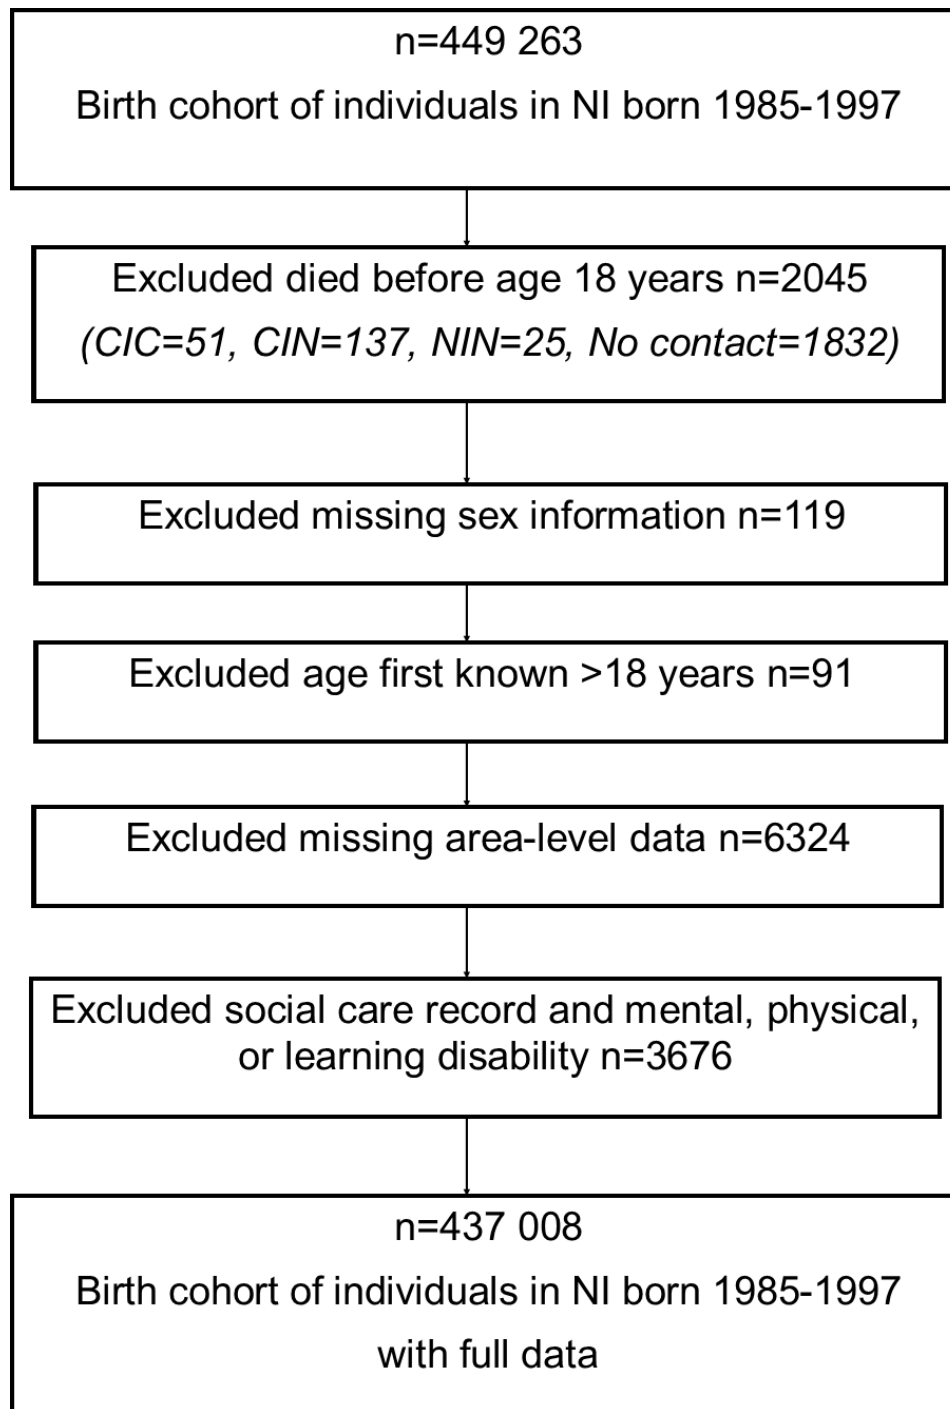 n=449 263
Birth cohort of individuals in NI born 1985-1997
Excluded died before age 18 years n=2045
(CIC=51, CIN=137, NIN=25, No contact=1832)
Excluded missing sex information n=119
Excluded age first known >18 years n=91
Excluded missing area-level data n=6324
Excluded social care record and mental, physical,
or learning disability n=3676
n=437 008
Birth cohort of individuals in NI born 1985-1997
with full data